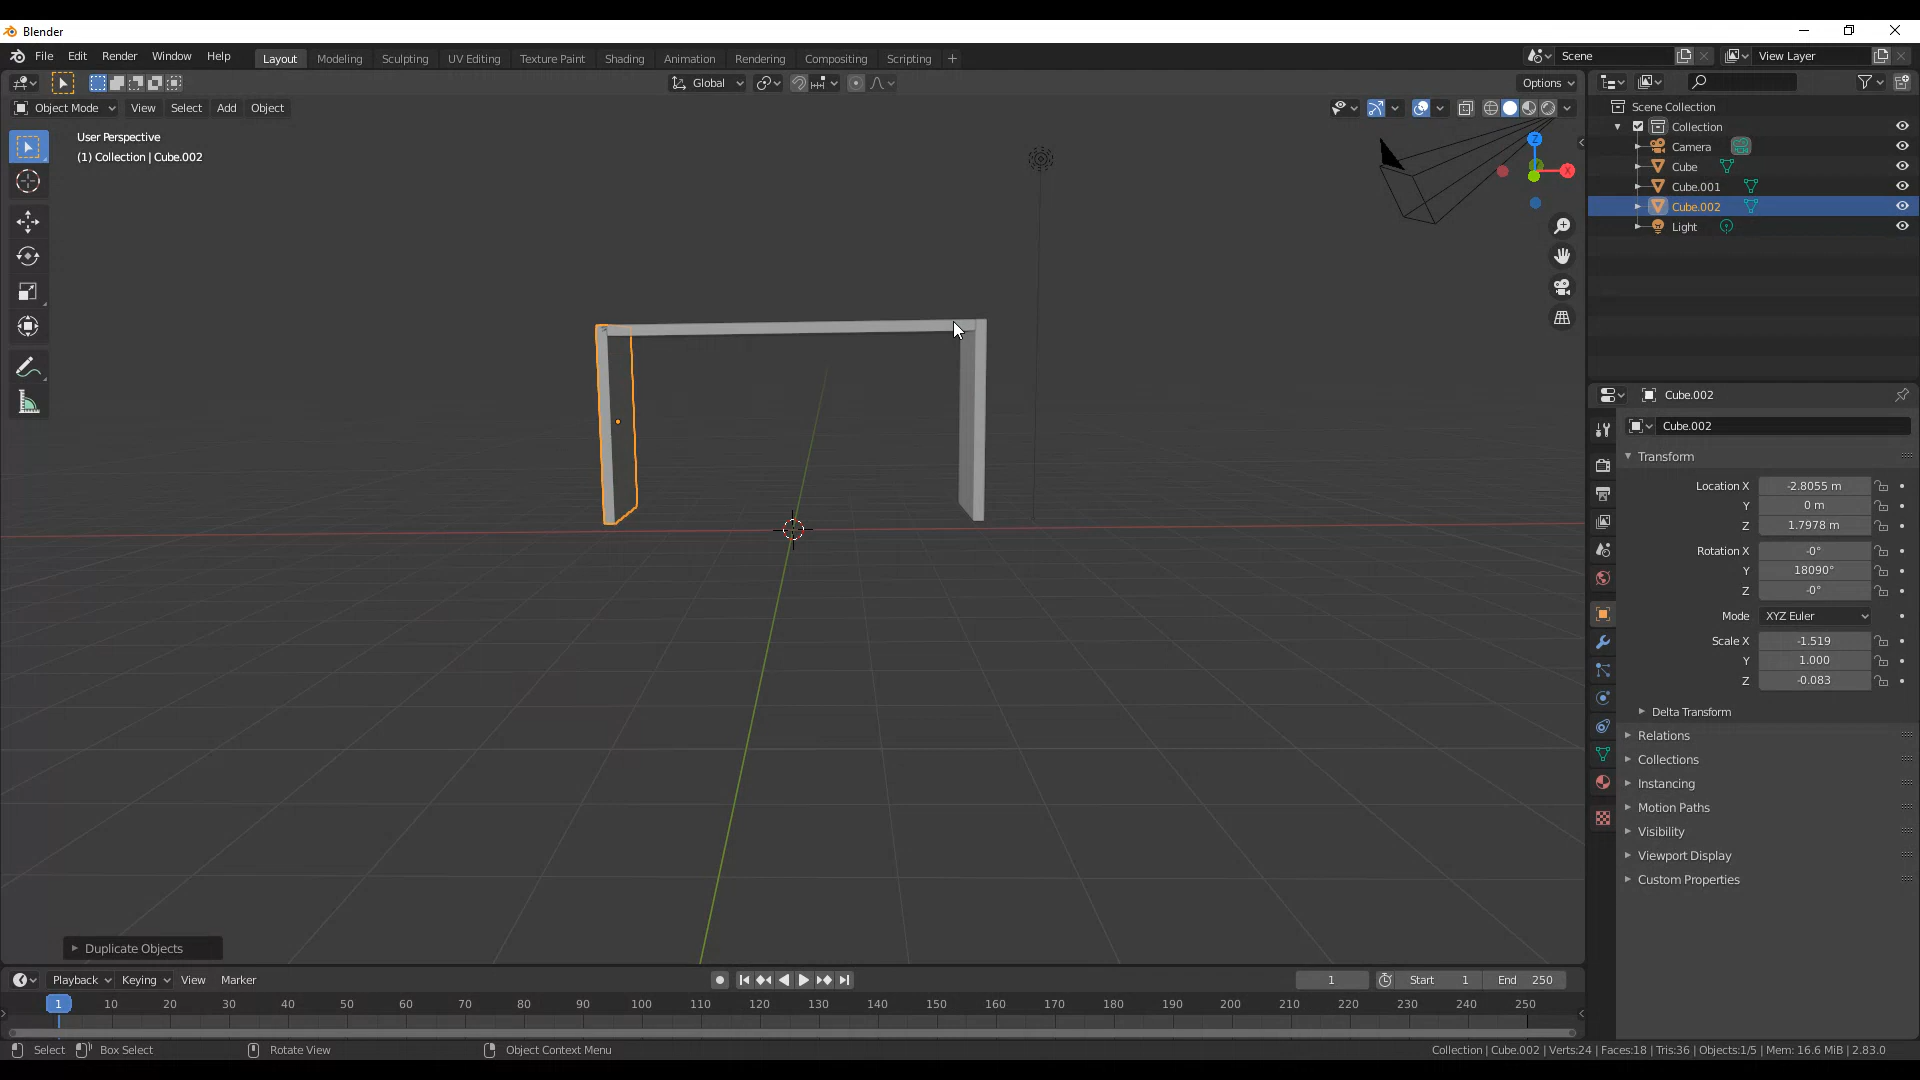 Blender
File Edit Render Window Help Layout Modeling Sculpting UV Editing Texture Paint Shading Animation Rendering Compositing Scripting + Scene View Layer
Global Options
Object Mode View Select Add Object
User Perspective
(1) Collection | Cube.002
Z
X
Scene Collection
Collection
Camera
Cube
Cube.001
Cube.002
Light
Cube.002
Cube.002
Transform
Location X -2.8055 m
Y 0 m
Z 1.7978 m
Rotation X -0°
Y 18090°
Z -0°
Mode XYZ Euler
Scale X -1.519
Y 1.000
Z -0.083
Delta Transform
Relations
Collections
Instancing
Motion Paths
Visibility
Viewport Display
Custom Properties
Duplicate Objects
Playback Keying View Marker 1 Start 1 End 250
1 10 20 30 40 50 60 70 80 90 100 110 120 130 140 150 160 170 180 190 200 210 220 230 240 250
Select Box Select Rotate View Object Context Menu Collection | Cube.002 | Verts:24 | Faces:18 | Tris:36 | Objects:1/5 | Mem: 16.6 MiB | 2.83.0